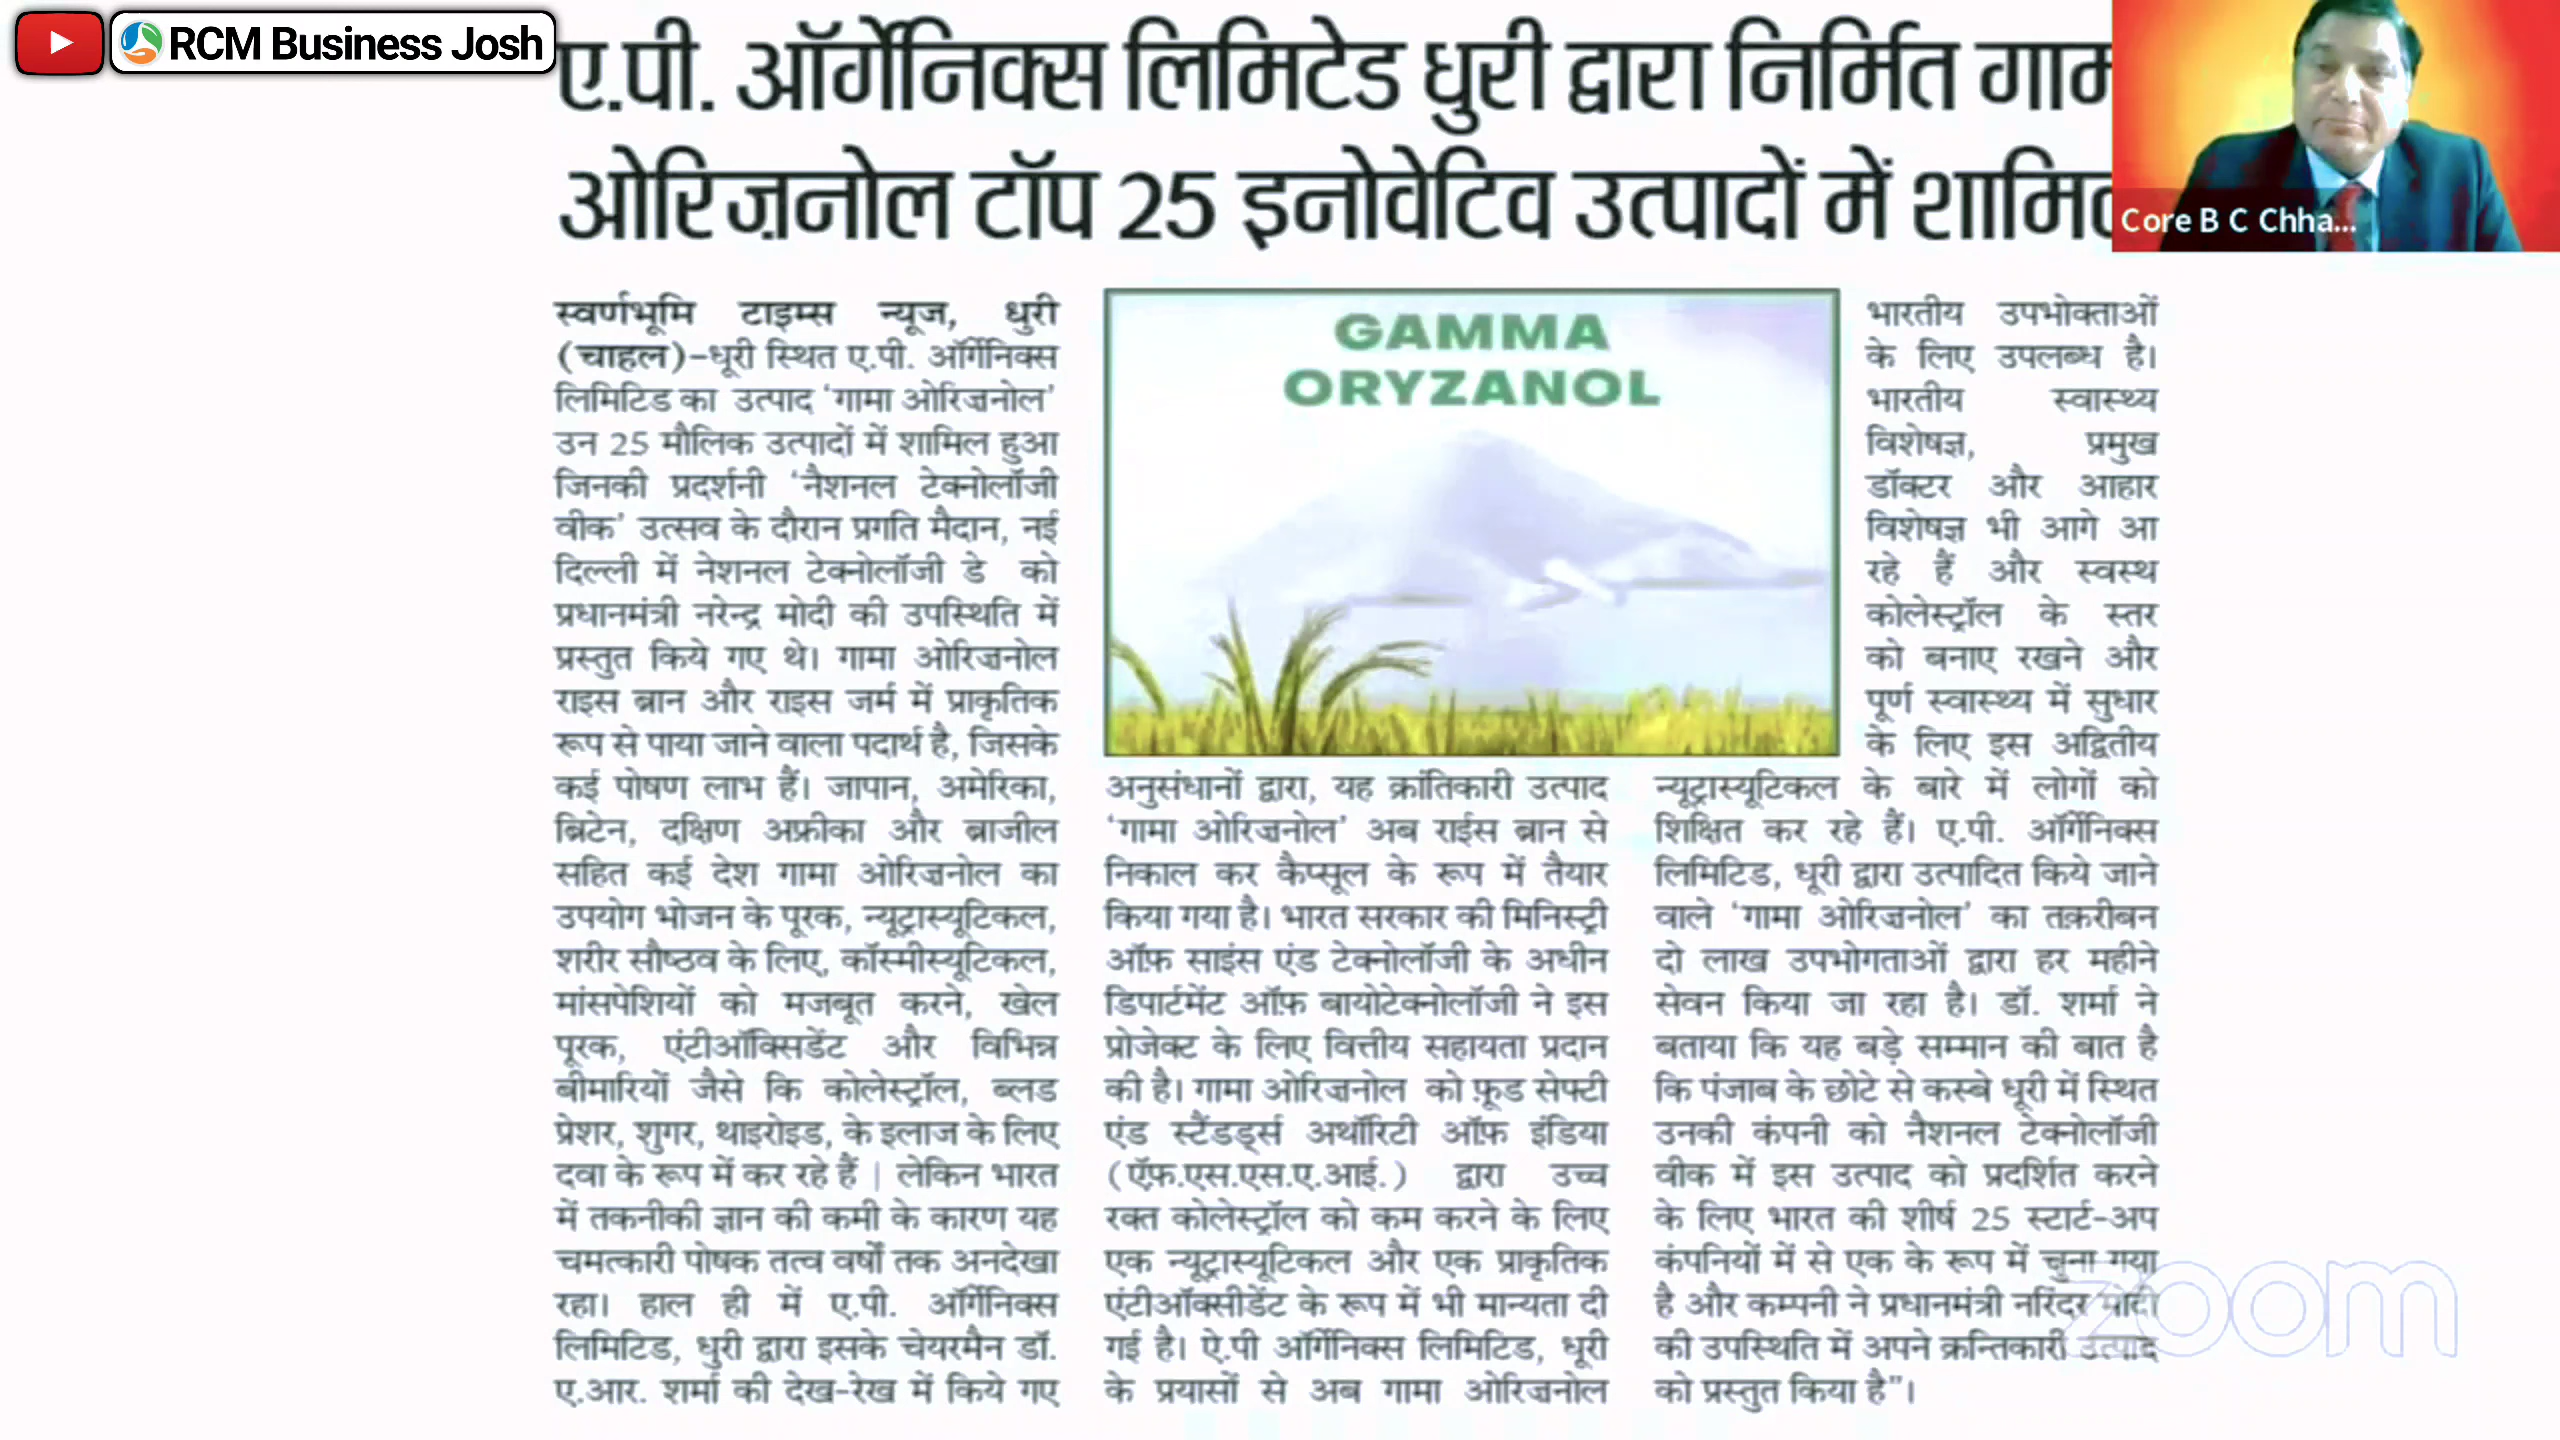 RCM Business Josh
ए.पी. ऑर्गेनिक्स लिमिटेड धुरी द्वारा निर्मित गाम
ओरिज़नोल टॉप 25 इनोवेटिव उत्पादों में शामिल
Core B C Chha...
स्वर्णभूमि टाइम्स न्यूज, धुरी
(चाहल)-धूरी स्थित ए.पी. ऑर्गेनिक्स
लिमिटिड का उत्पाद 'गामा ओरिज़नोल'
उन 25 मौलिक उत्पादों में शामिल हुआ
जिनकी प्रदर्शनी 'नैशनल टेक्नोलॉजी
वीक' उत्सव के दौरान प्रगति मैदान, नई
दिल्ली में नेशनल टेक्नोलॉजी डे को
प्रधानमंत्री नरेन्द्र मोदी की उपस्थिति में
प्रस्तुत किये गए थे। गामा ओरिज़नोल
राइस ब्रान और राइस जर्म में प्राकृतिक
रूप से पाया जाने वाला पदार्थ है, जिसके
कई पोषण लाभ हैं। जापान, अमेरिका,
ब्रिटेन, दक्षिण अफ्रीका और ब्राजील
सहित कई देश गामा ओरिज़नोल का
उपयोग भोजन के पूरक, न्यूट्रास्यूटिकल,
शरीर सौष्ठव के लिए, कॉस्मीस्यूटिकल,
मांसपेशियों को मजबूत करने, खेल
पूरक, एंटीऑक्सिडेंट और विभिन्न
बीमारियों जैसे कि कोलेस्ट्रॉल, ब्लड
प्रेशर, शुगर, थाइरोइड, के इलाज के लिए
दवा के रूप में कर रहे हैं | लेकिन भारत
में तकनीकी ज्ञान की कमी के कारण यह
चमत्कारी पोषक तत्व वर्षों तक अनदेखा
रहा। हाल ही में ए.पी. ऑर्गेनिक्स
लिमिटिड, धुरी द्वारा इसके चेयरमैन डॉ.
ए.आर. शर्मा की देख-रेख में किये गए
GAMMA
ORYZANOL
अनुसंधानों द्वारा, यह क्रांतिकारी उत्पाद
'गामा ओरिज़नोल' अब राईस ब्रान से
निकाल कर कैप्सूल के रूप में तैयार
किया गया है। भारत सरकार की मिनिस्ट्री
ऑफ़ साइंस एंड टेक्नोलॉजी के अधीन
डिपार्टमेंट ऑफ़ बायोटेक्नोलॉजी ने इस
प्रोजेक्ट के लिए वित्तीय सहायता प्रदान
की है। गामा ओरिज़नोल को फ़ूड सेफ्टी
एंड स्टैंडर्ड्स अथॉरिटी ऑफ़ इंडिया
(ऍफ़.एस.एस.ए.आई.) द्वारा उच्च
रक्त कोलेस्ट्रॉल को कम करने के लिए
एक न्यूट्रास्यूटिकल और एक प्राकृतिक
एंटीऑक्सीडेंट के रूप में भी मान्यता दी
गई है। ऐ.पी ऑर्गेनिक्स लिमिटिड, धूरी
के प्रयासों से अब गामा ओरिज़नोल
भारतीय उपभोक्ताओं
के लिए उपलब्ध है।
भारतीय स्वास्थ्य
विशेषज्ञ, प्रमुख
डॉक्टर और आहार
विशेषज्ञ भी आगे आ
रहे हैं और स्वस्थ
कोलेस्ट्रॉल के स्तर
को बनाए रखने और
पूर्ण स्वास्थ्य में सुधार
के लिए इस अद्वितीय
न्यूट्रास्यूटिकल के बारे में लोगों को
शिक्षित कर रहे हैं। ए.पी. ऑर्गेनिक्स
लिमिटिड, धूरी द्वारा उत्पादित किये जाने
वाले 'गामा ओरिज़नोल' का तक़रीबन
दो लाख उपभोगताओं द्वारा हर महीने
सेवन किया जा रहा है। डॉ. शर्मा ने
बताया कि यह बड़े सम्मान की बात है
कि पंजाब के छोटे से कस्बे धूरी में स्थित
उनकी कंपनी को नैशनल टेक्नोलॉजी
वीक में इस उत्पाद को प्रदर्शित करने
के लिए भारत की शीर्ष 25 स्टार्ट-अप
कंपनियों में से एक के रूप में चुना गया
है और कम्पनी ने प्रधानमंत्री नरिंदर मोदी
की उपस्थिति में अपने क्रन्तिकारी उत्पाद
को प्रस्तुत किया है"।
zoom